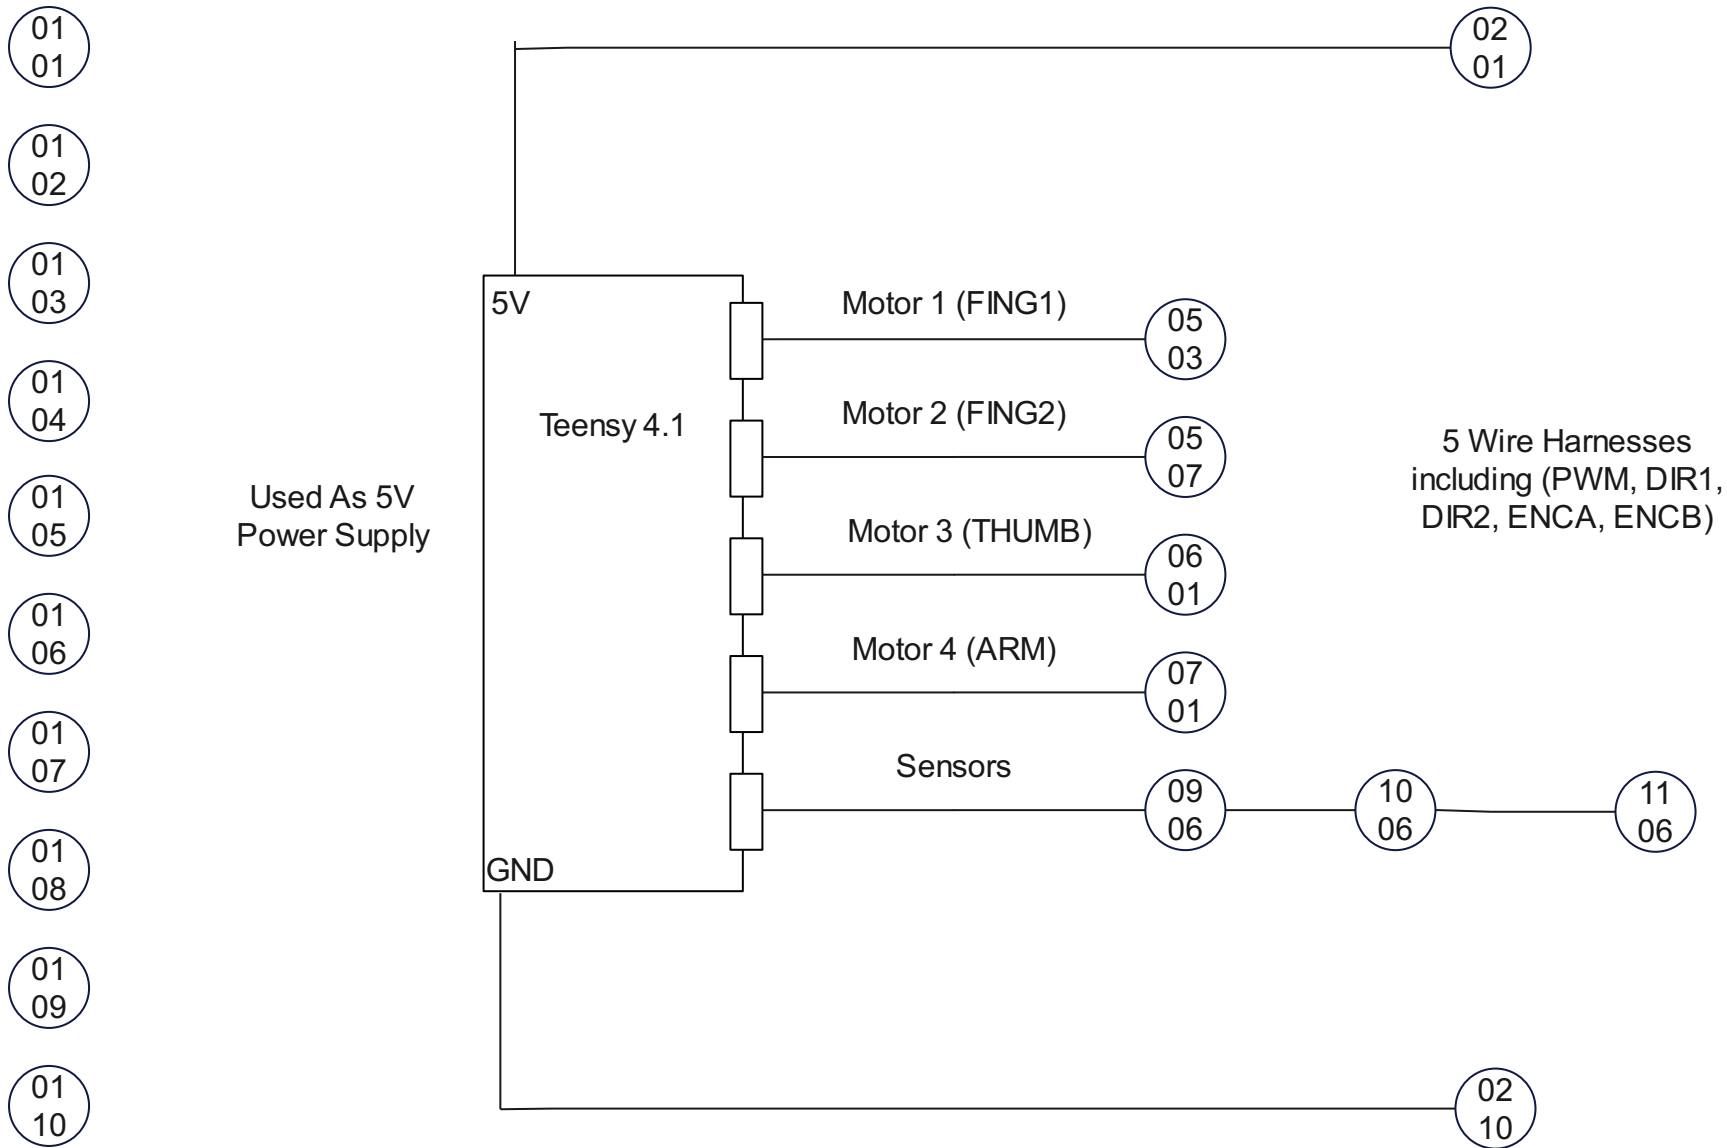 01
01
02
01
01
02
01
03
5V
Motor 1 (FING1)
05
03
01
04
Teensy 4.1
Motor 2 (FING2)
05
07
5 Wire Harnesses
including (PWM, DIR1,
DIR2, ENCA, ENCB)
01
05
Used As 5V
Power Supply
Motor 3 (THUMB)
06
01
01
06
Motor 4 (ARM)
07
01
01
07
Sensors
09
06
10
06
11
06
01
08
GND
01
09
01
10
02
10